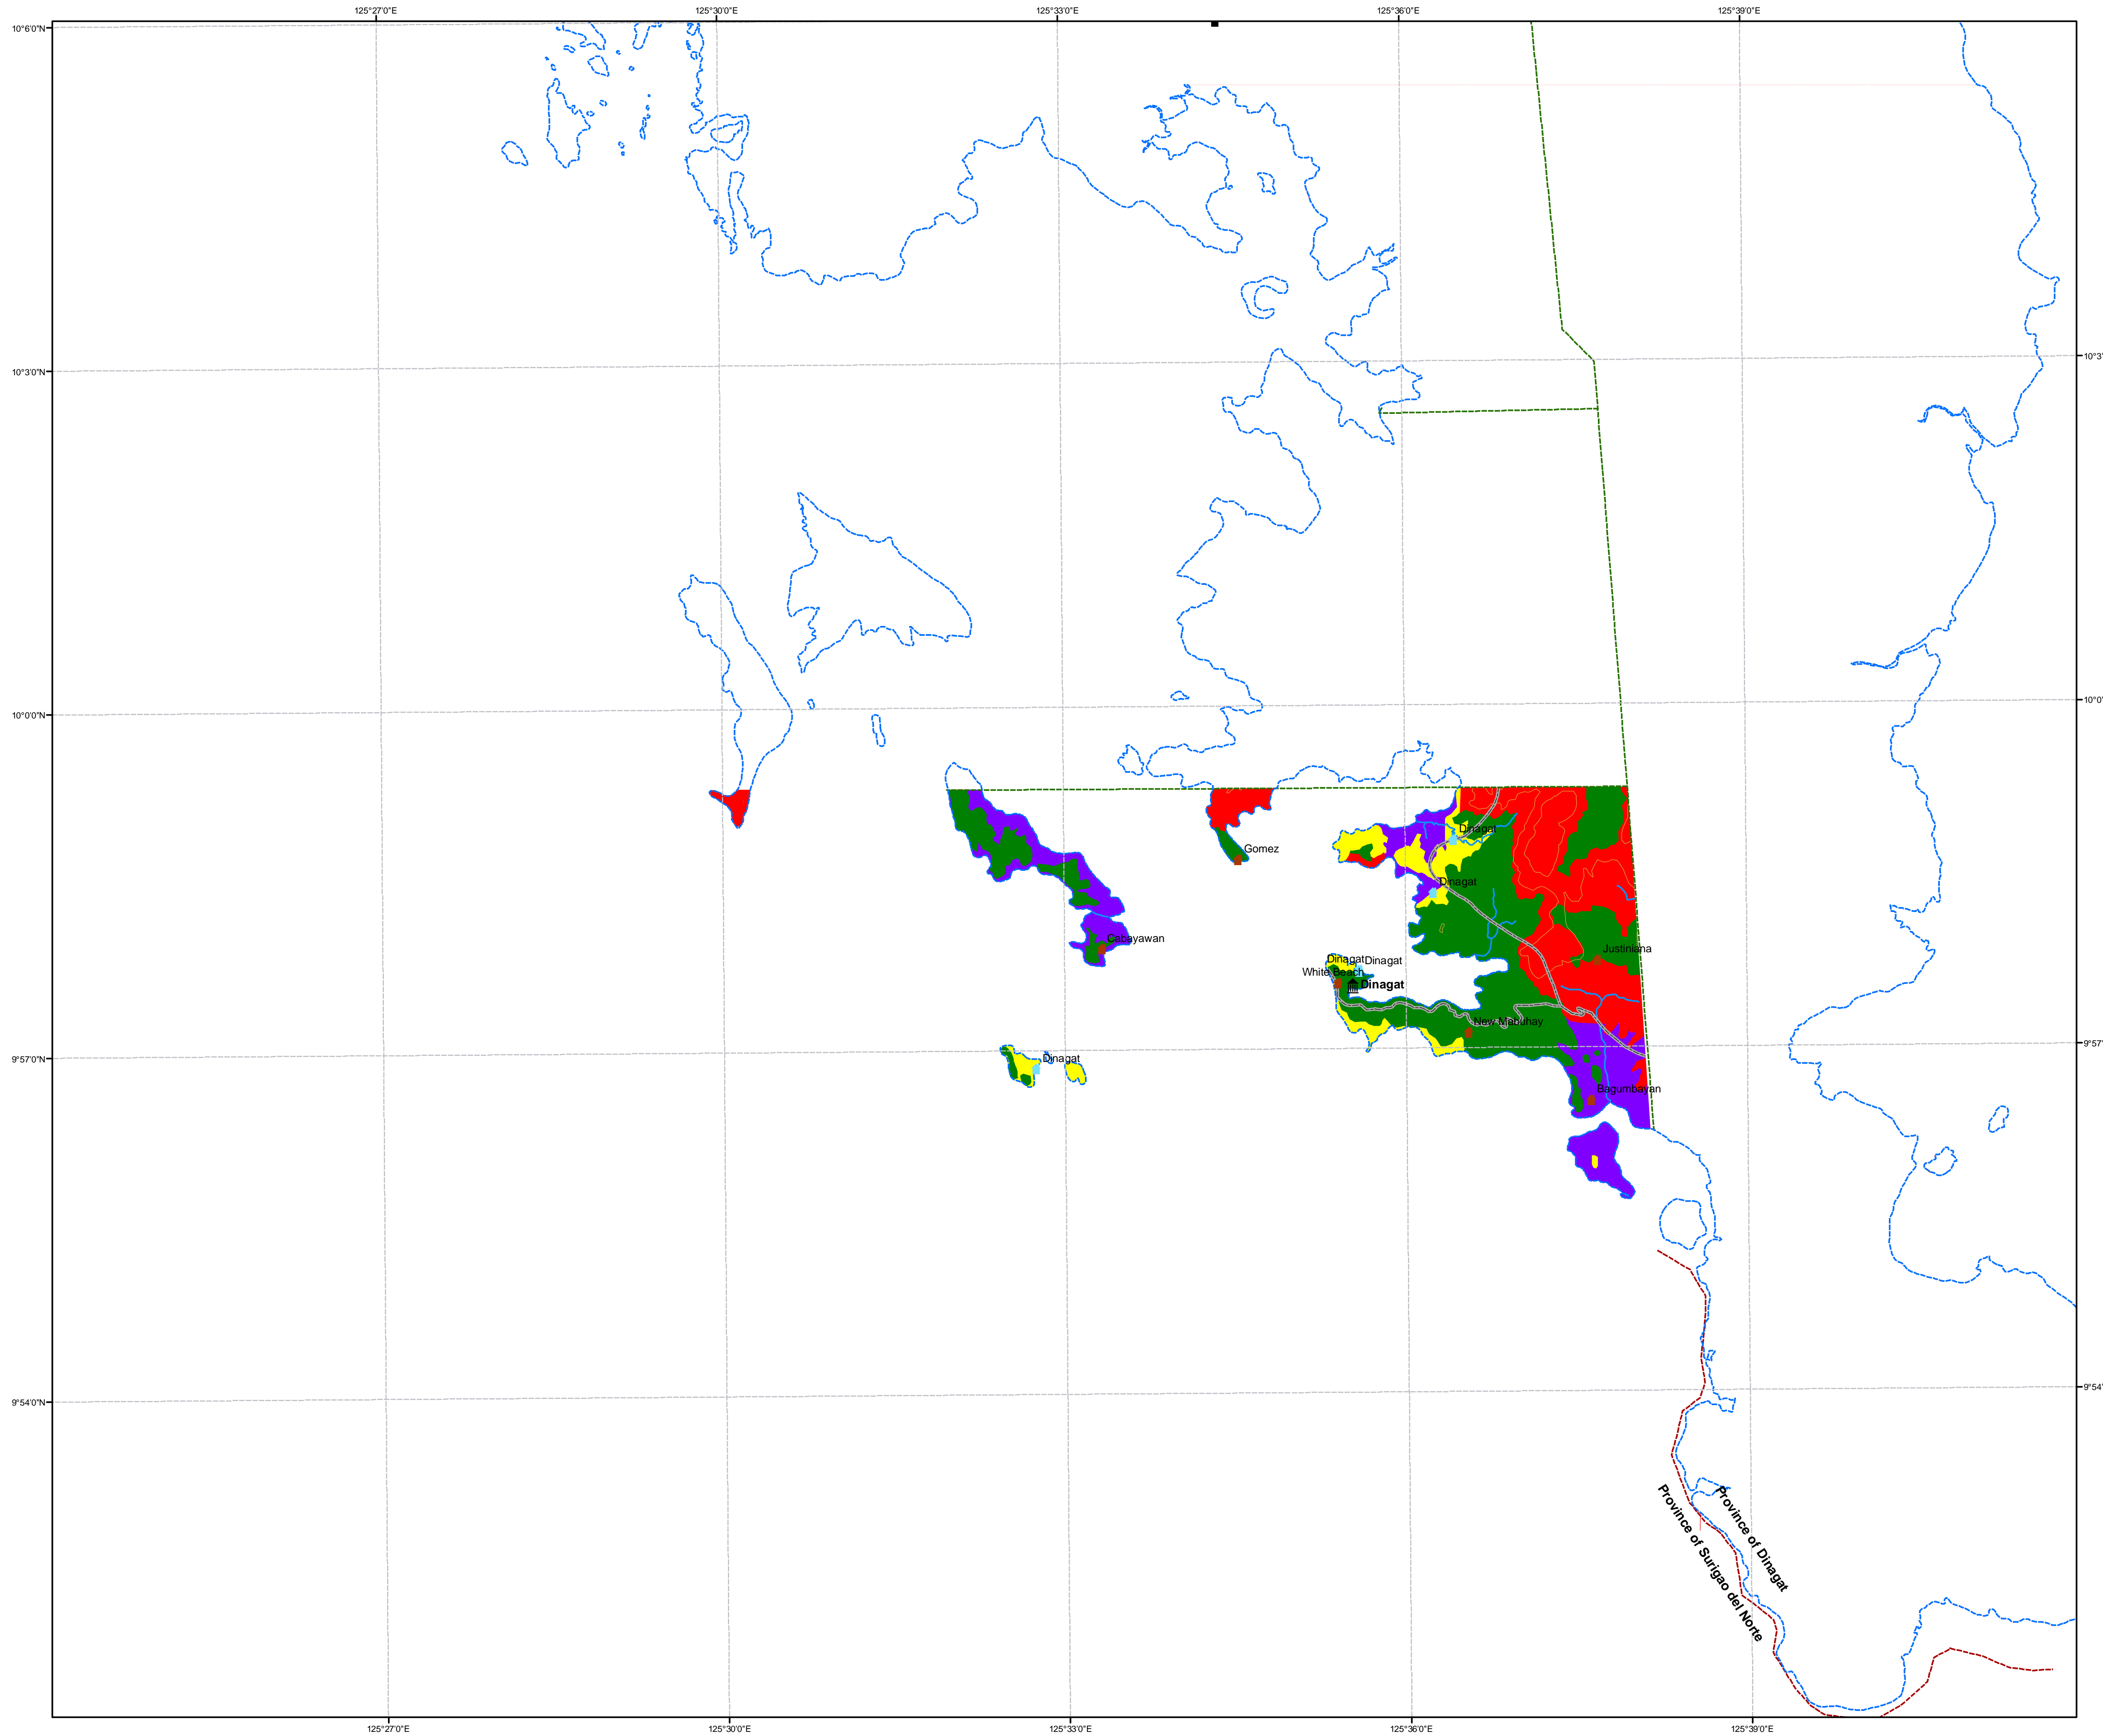 125°27'0"E
125°30'0"E
125°33'0"E
125°36'0"E
125°39'0"E
10°6'0"N
10°3'0"N
10°3'
10°0'0"N
10°0'
Dinagat
Gomez
Dinagat
Cabayawan
Justiniana
Dinagat
Dinagat
White Beach
Dinagat
New Mabuhay
9°57'0"N
9°57'
Dinagat
Bagumbayan
9°54'0"N
9°54'
Province of Dinagat
Province of Surigao del Norte
125°27'0"E
125°30'0"E
125°33'0"E
125°36'0"E
125°39'0"E